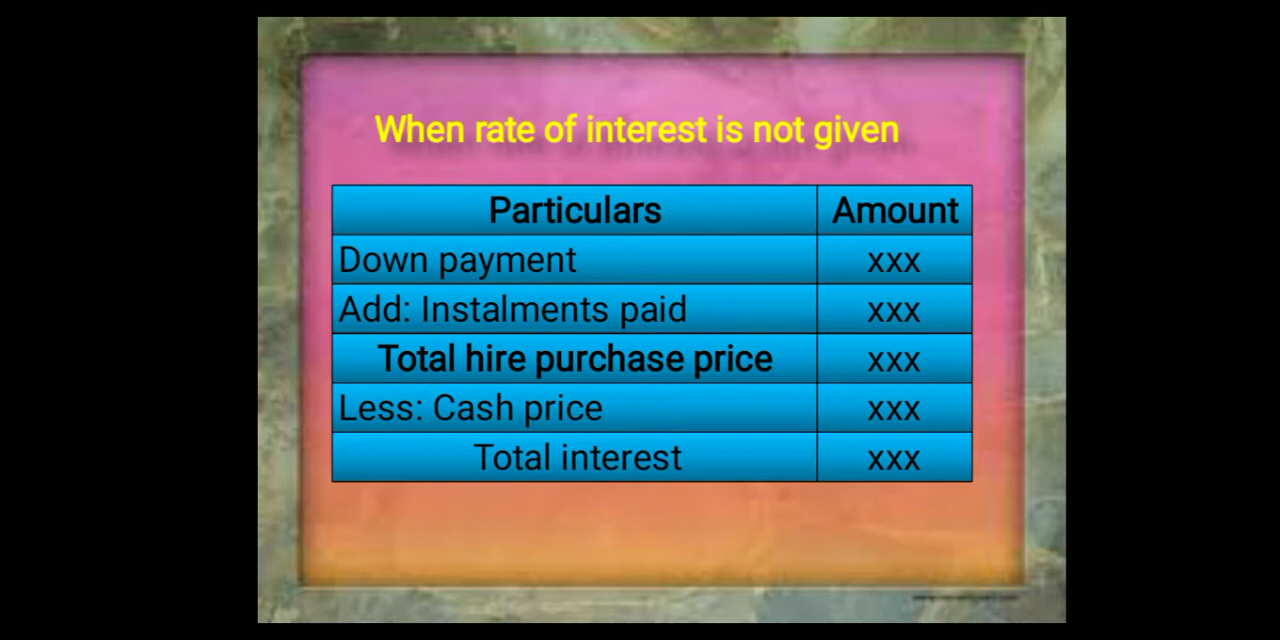 When rate of interest is not given
Particulars Amount
Down payment xxx
Add: Instalments paid xxx
Total hire purchase price xxx
Less: Cash price xxx
Total interest xxx